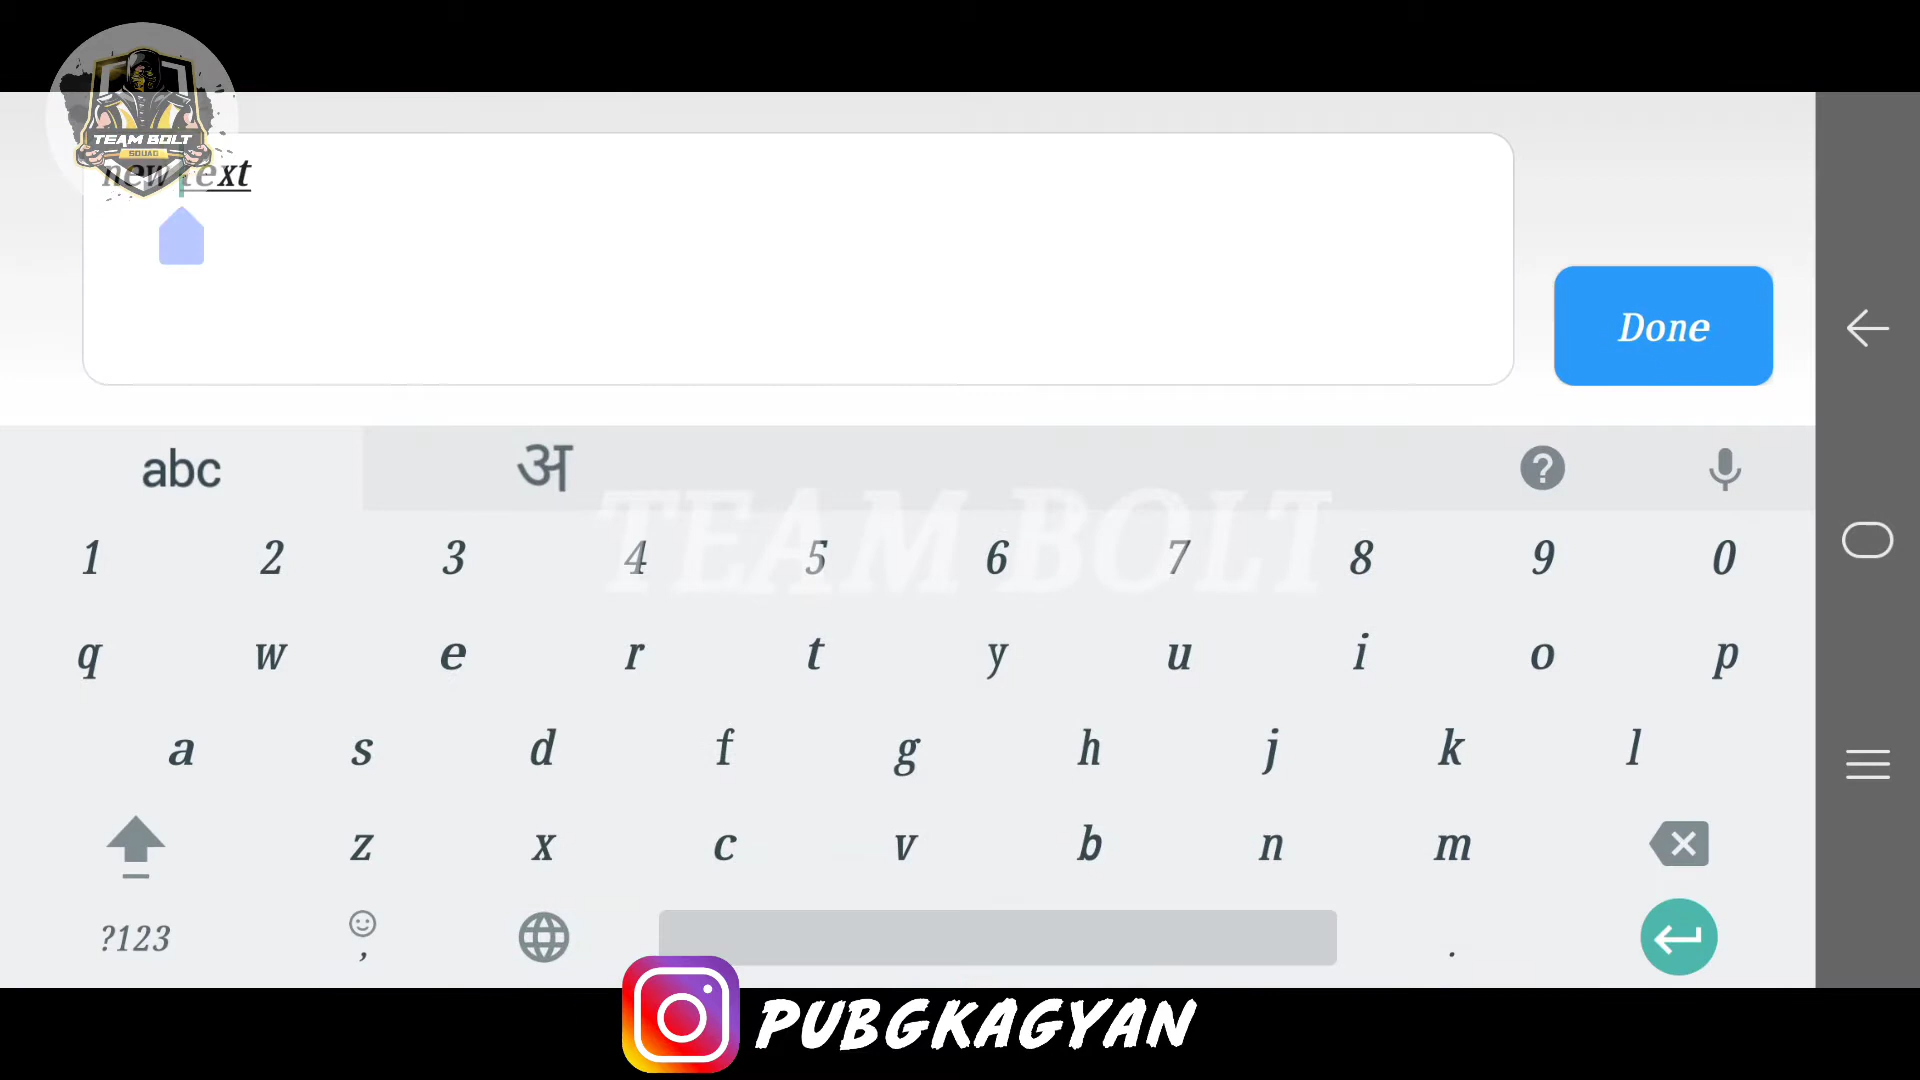 TEAM BOLT
SQUAD
new text
Done
abc अ ?
TEAM BOLT
1 2 3 4 5 6 7 8 9 0
q w e r t y u i o p
a s d f g h j k l
z x c v b n m
?123 , .
PUBGKAGYAN